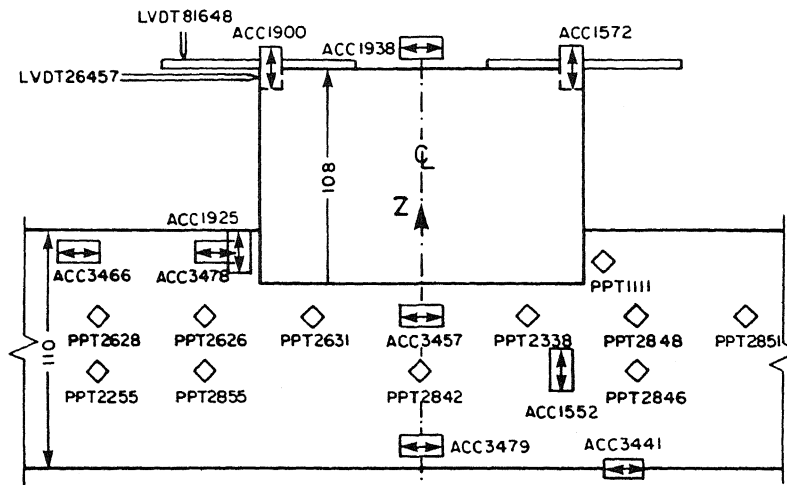 LVDT81648
ACC1900
ACC1938
ACC1572
LVDT26457
108
℄
Z
ACC1925
ACC3466
ACC3478
PPT1111
PPT2628
PPT2626
PPT2631
ACC3457
PPT2338
PPT2848
PPT2851
110
PPT2255
PPT2855
PPT2842
ACC1552
PPT2846
ACC3479
ACC3441